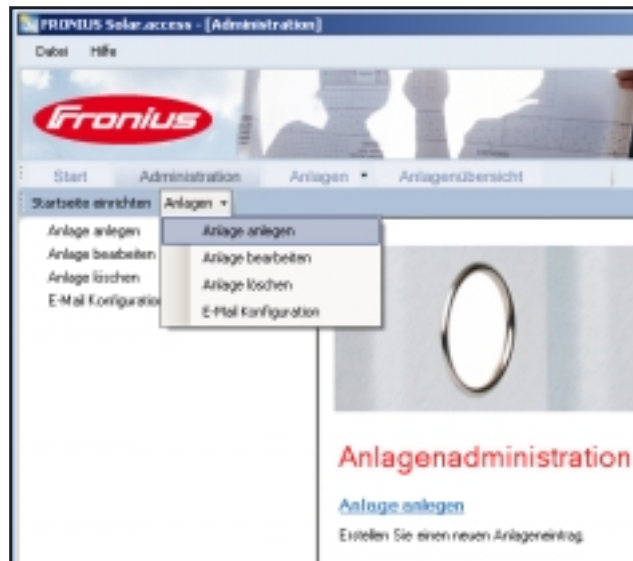 FRONIUS Solar.access - [Administration]
Datei Hilfe
Fronius
Start Administration Anlagen Anlagenübersicht
Startseite einrichten Anlagen
Anlage anlegen
Anlage bearbeiten
Anlage löschen
E-Mail Konfiguration
Anlage anlegen
Anlage bearbeiten
Anlage löschen
E-Mail Konfiguration
Anlagenadministration
Anlage anlegen
Erstellen Sie einen neuen Anlageneintrag.